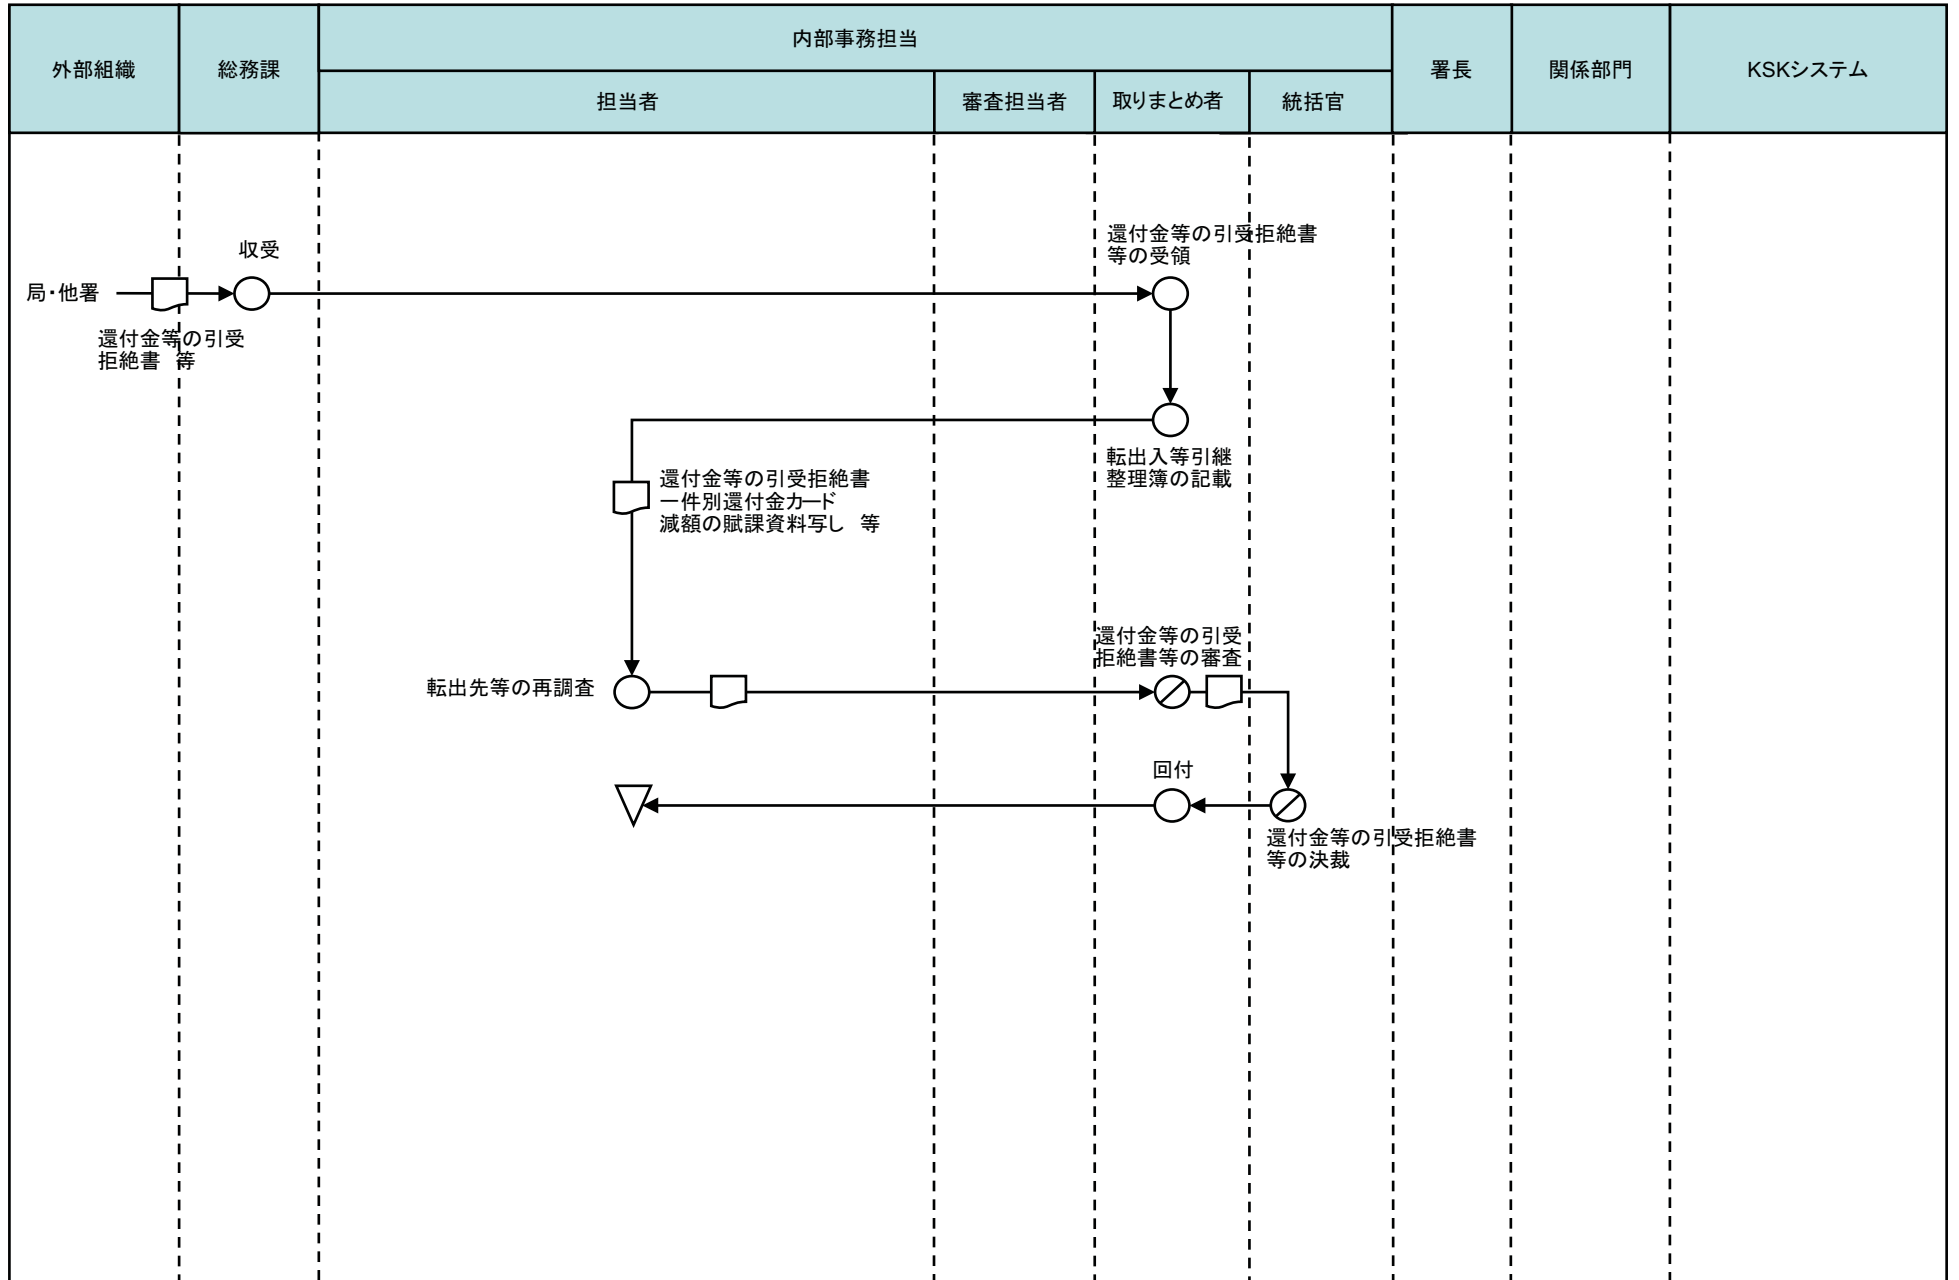 外部組織
総務課
内部事務担当
署長
関係部門
KSKシステム
担当者
審査担当者
取りまとめ者
統括官
収受
還付金等の引受拒絶書
等の受領
局・他署
還付金等の引受
拒絶書　等
転出入等引継
整理簿の記載
還付金等の引受拒絶書
一件別還付金カード
減額の賦課資料写し　等
還付金等の引受
拒絶書等の審査
転出先等の再調査
回付
還付金等の引受拒絶書
等の決裁